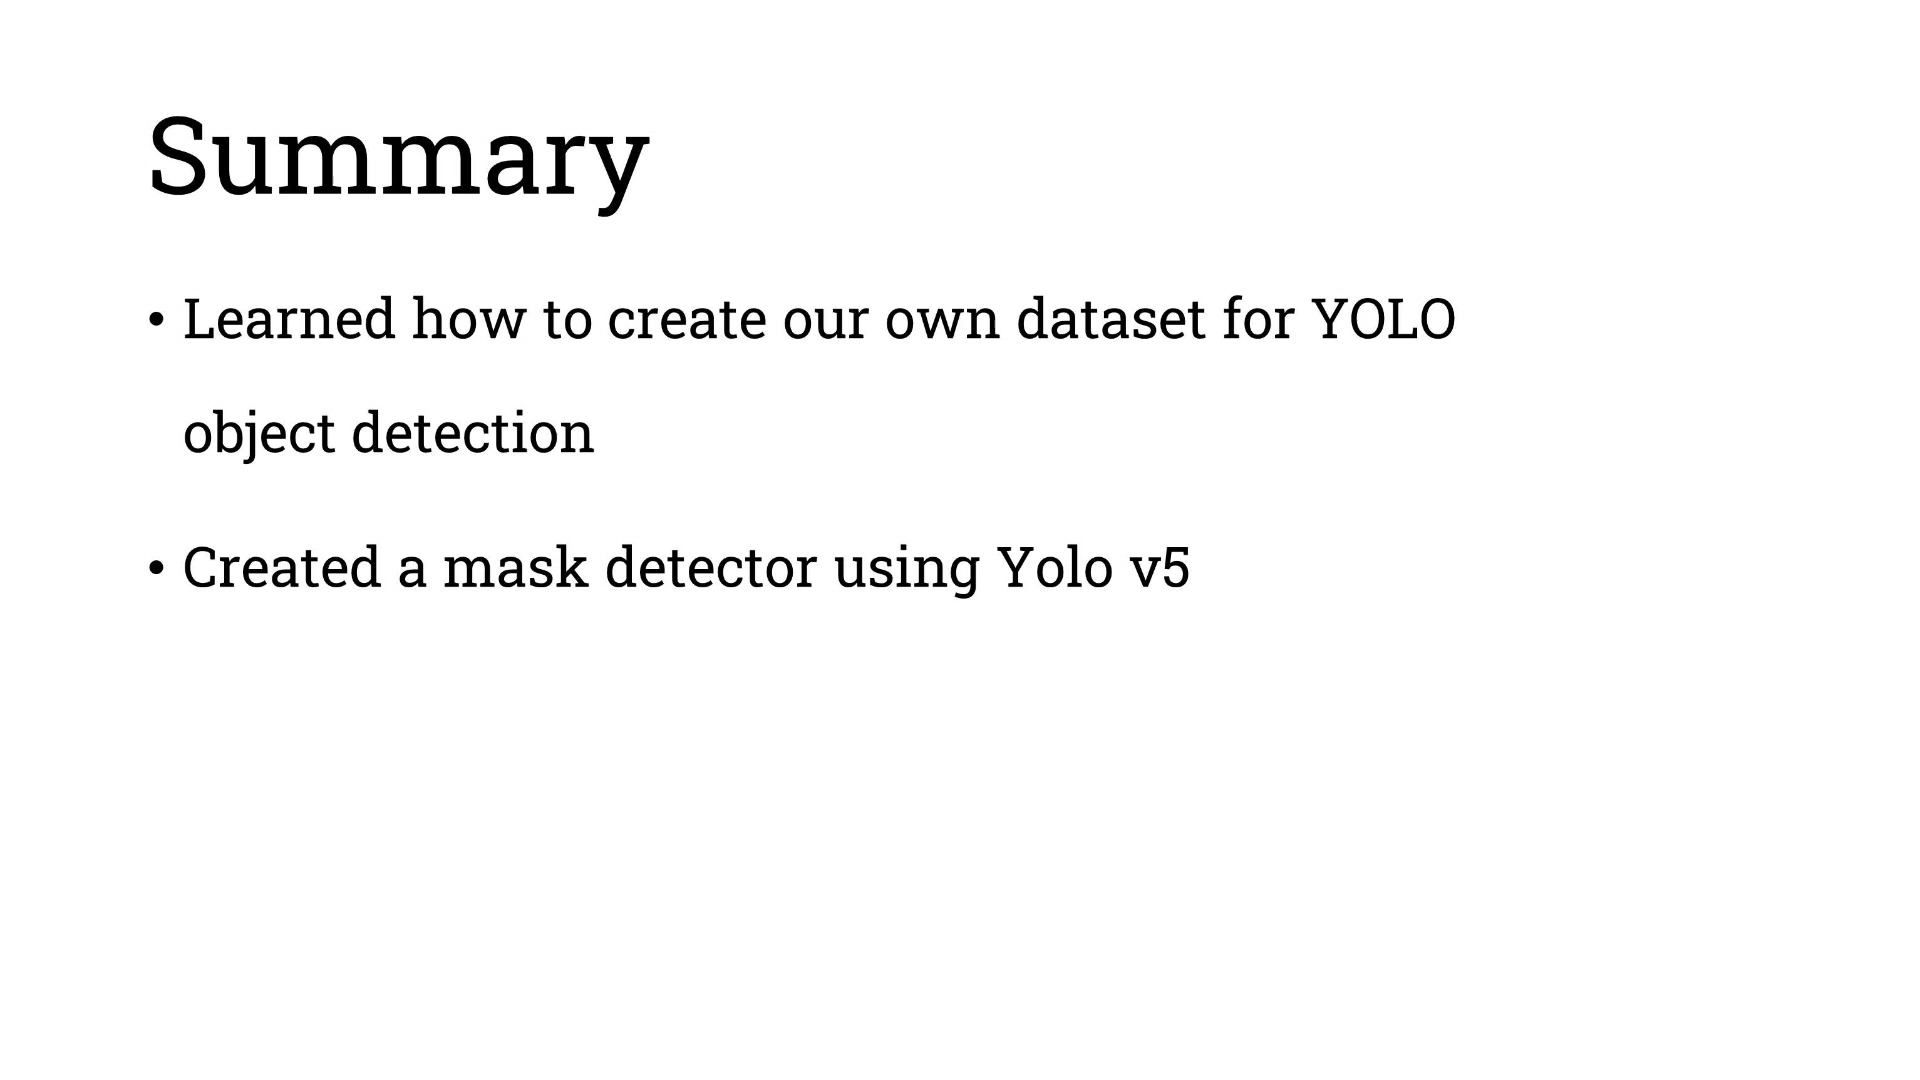 Summary
• Learned how to create our own dataset for YOLO
object detection
• Created a mask detector using Yolo v5